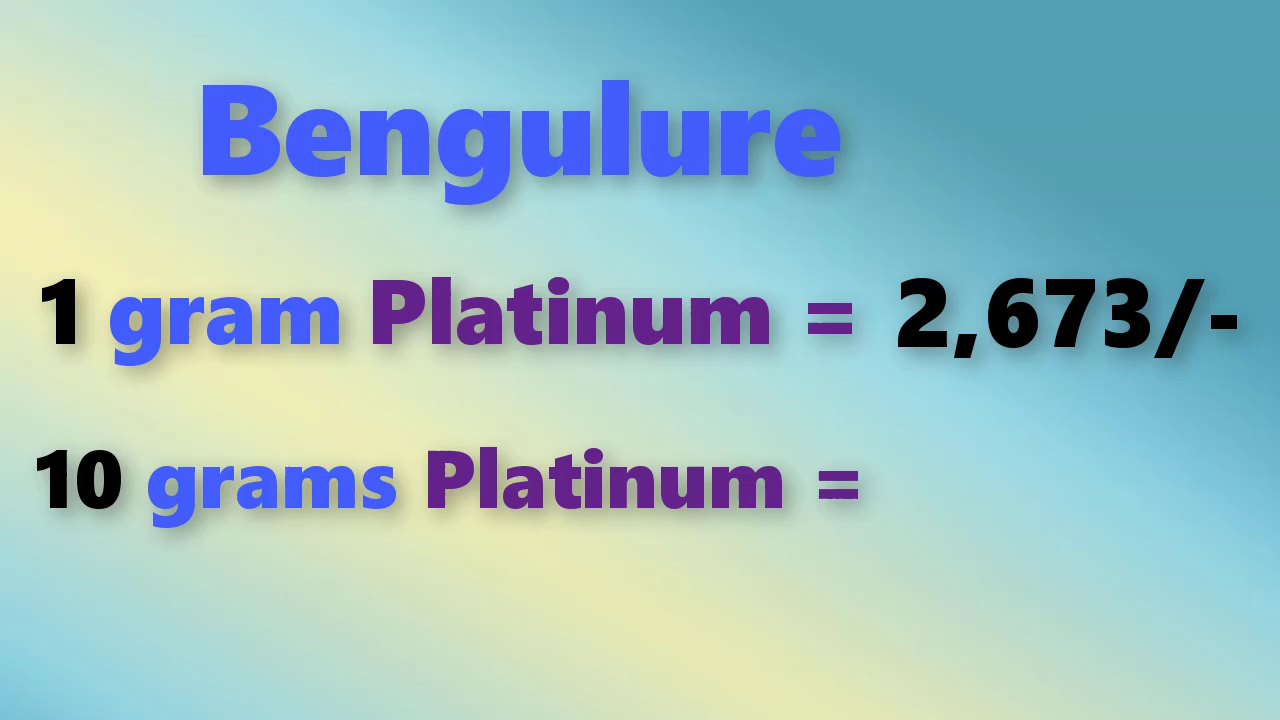 Bengulure
1 gram Platinum = 2,673/-
10 grams Platinum =